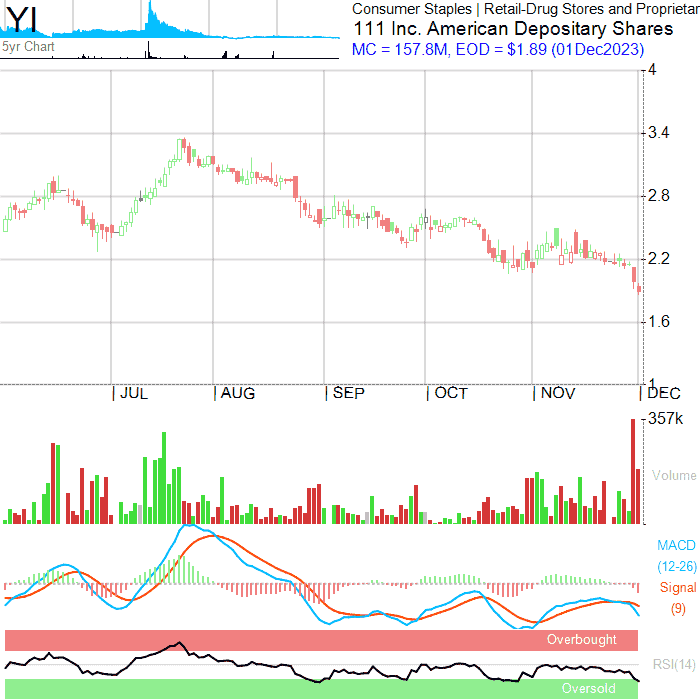 YI
5yr Chart
Consumer Staples | Retail-Drug Stores and Proprietar
111 Inc. American Depositary Shares
MC = 157.8M, EOD = $1.89 (01Dec2023)
4
3.4
2.8
2.2
1.6
1
| JUL | AUG | SEP | OCT | NOV | DEC
357k
Volume
MACD
(12-26)
Signal
(9)
Overbought
RSI(14)
Oversold